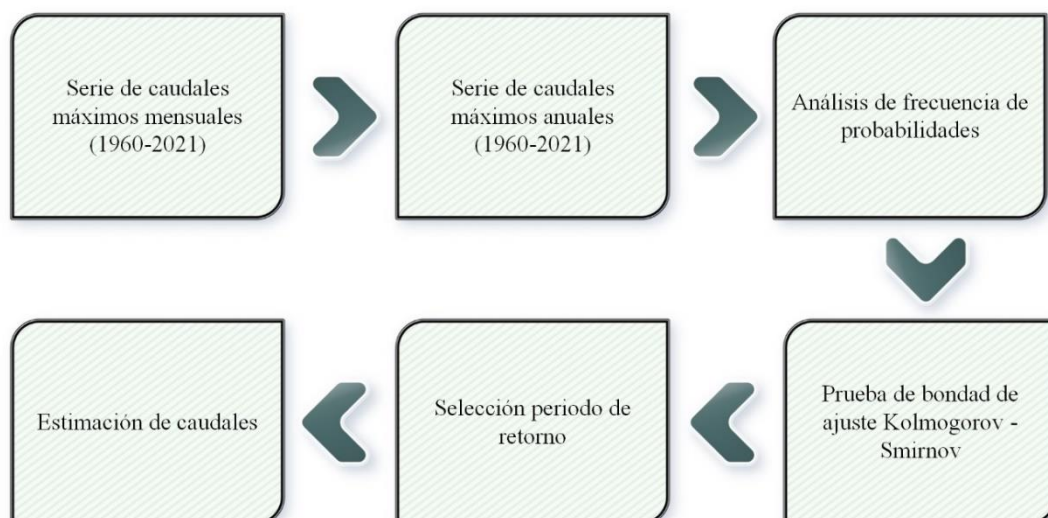 Serie de caudales
máximos mensuales
(1960-2021)
Serie de caudales
máximos anuales
(1960-2021)
Análisis de frecuencia de
probabilidades
Prueba de bondad de
ajuste Kolmogorov -
Smirnov
Selección periodo de
retorno
Estimación de caudales